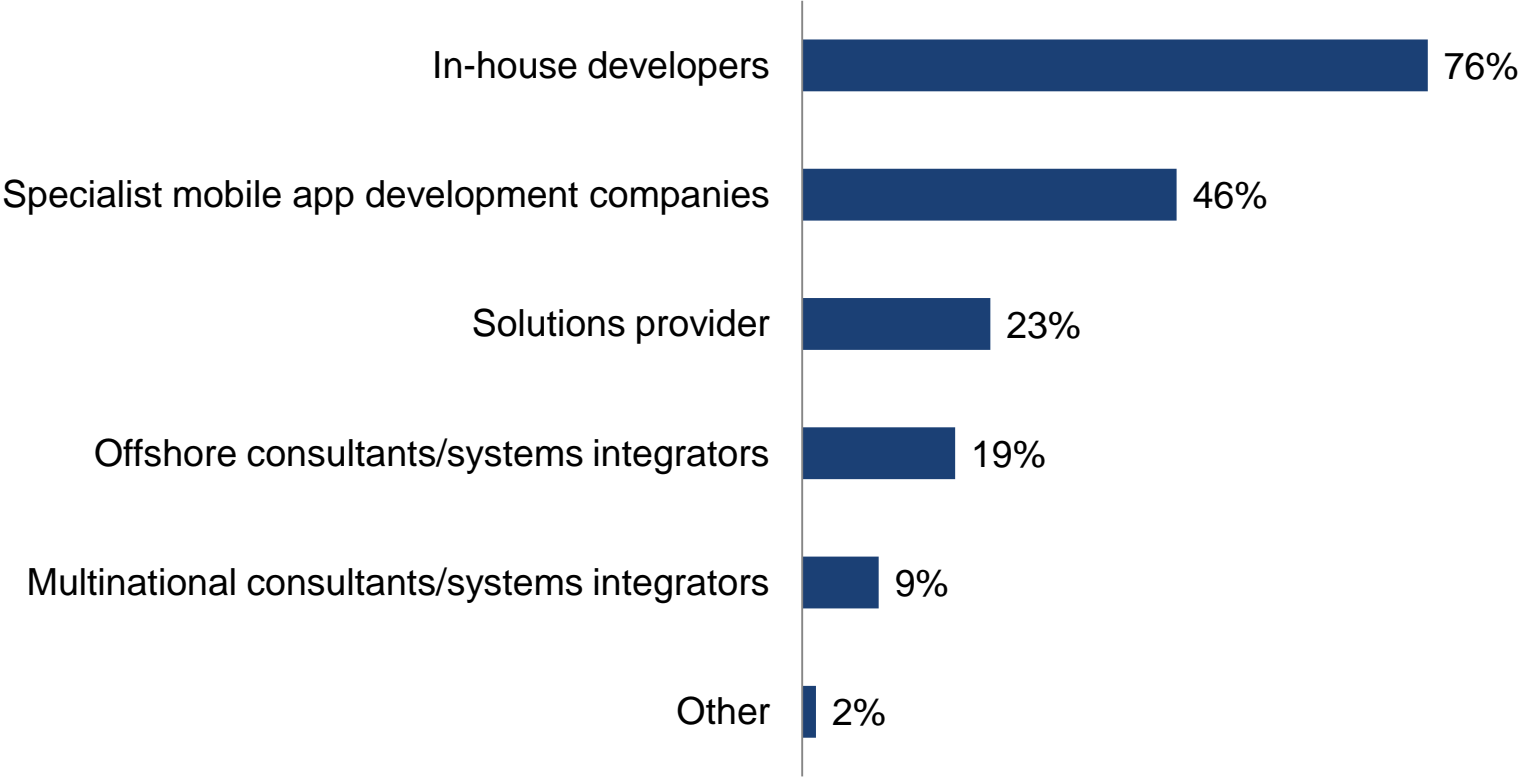 In-house developers 76%
Specialist mobile app development companies 46%
Solutions provider 23%
Offshore consultants/systems integrators 19%
Multinational consultants/systems integrators 9%
Other 2%